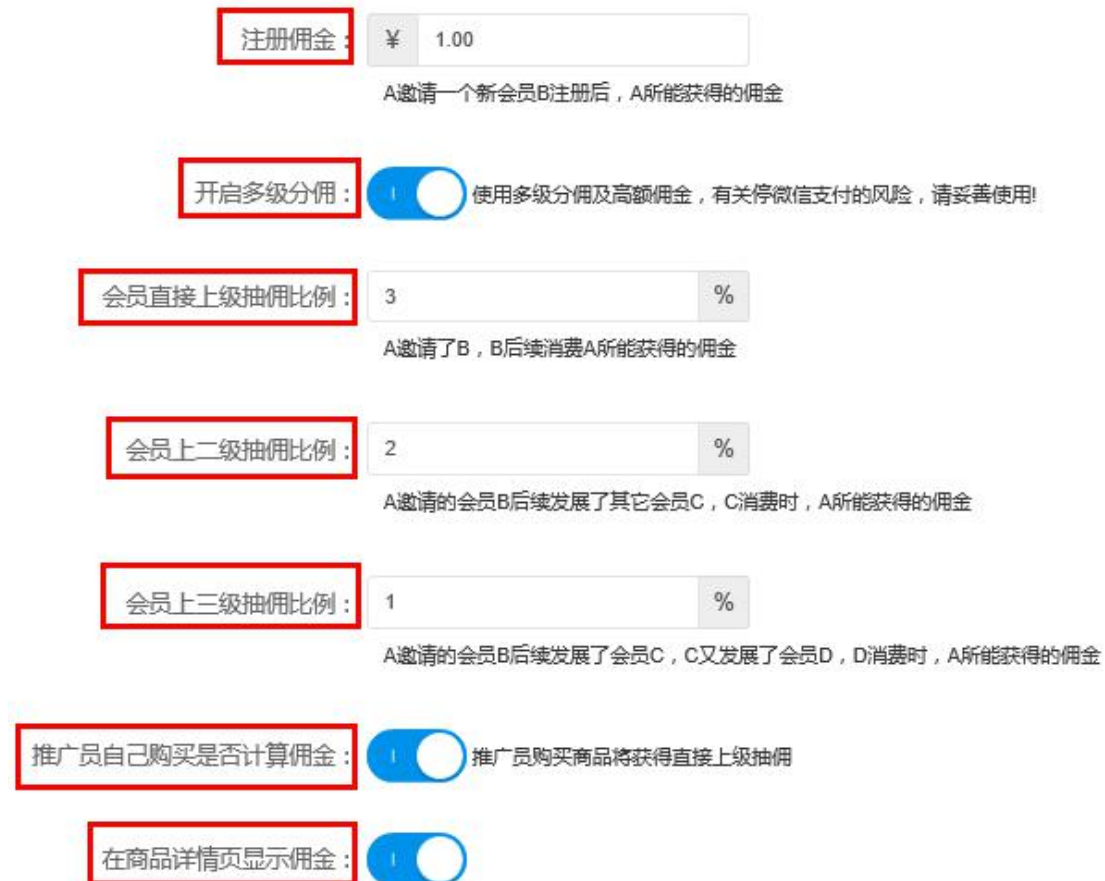 注册佣金： ¥ 1.00
A邀请一个新会员B注册后，A所能获得的佣金
开启多级分佣： 使用多级分佣及高额佣金，有关停微信支付的风险，请妥善使用!
会员直接上级抽佣比例： 3 %
A邀请了B，B后续消费A所能获得的佣金
会员上二级抽佣比例： 2 %
A邀请的会员B后续发展了其它会员C，C消费时，A所能获得的佣金
会员上三级抽佣比例： 1 %
A邀请的会员B后续发展了会员C，C又发展了会员D，D消费时，A所能获得的佣金
推广员自己购买是否计算佣金： 推广员购买商品将获得直接上级抽佣
在商品详情页显示佣金：